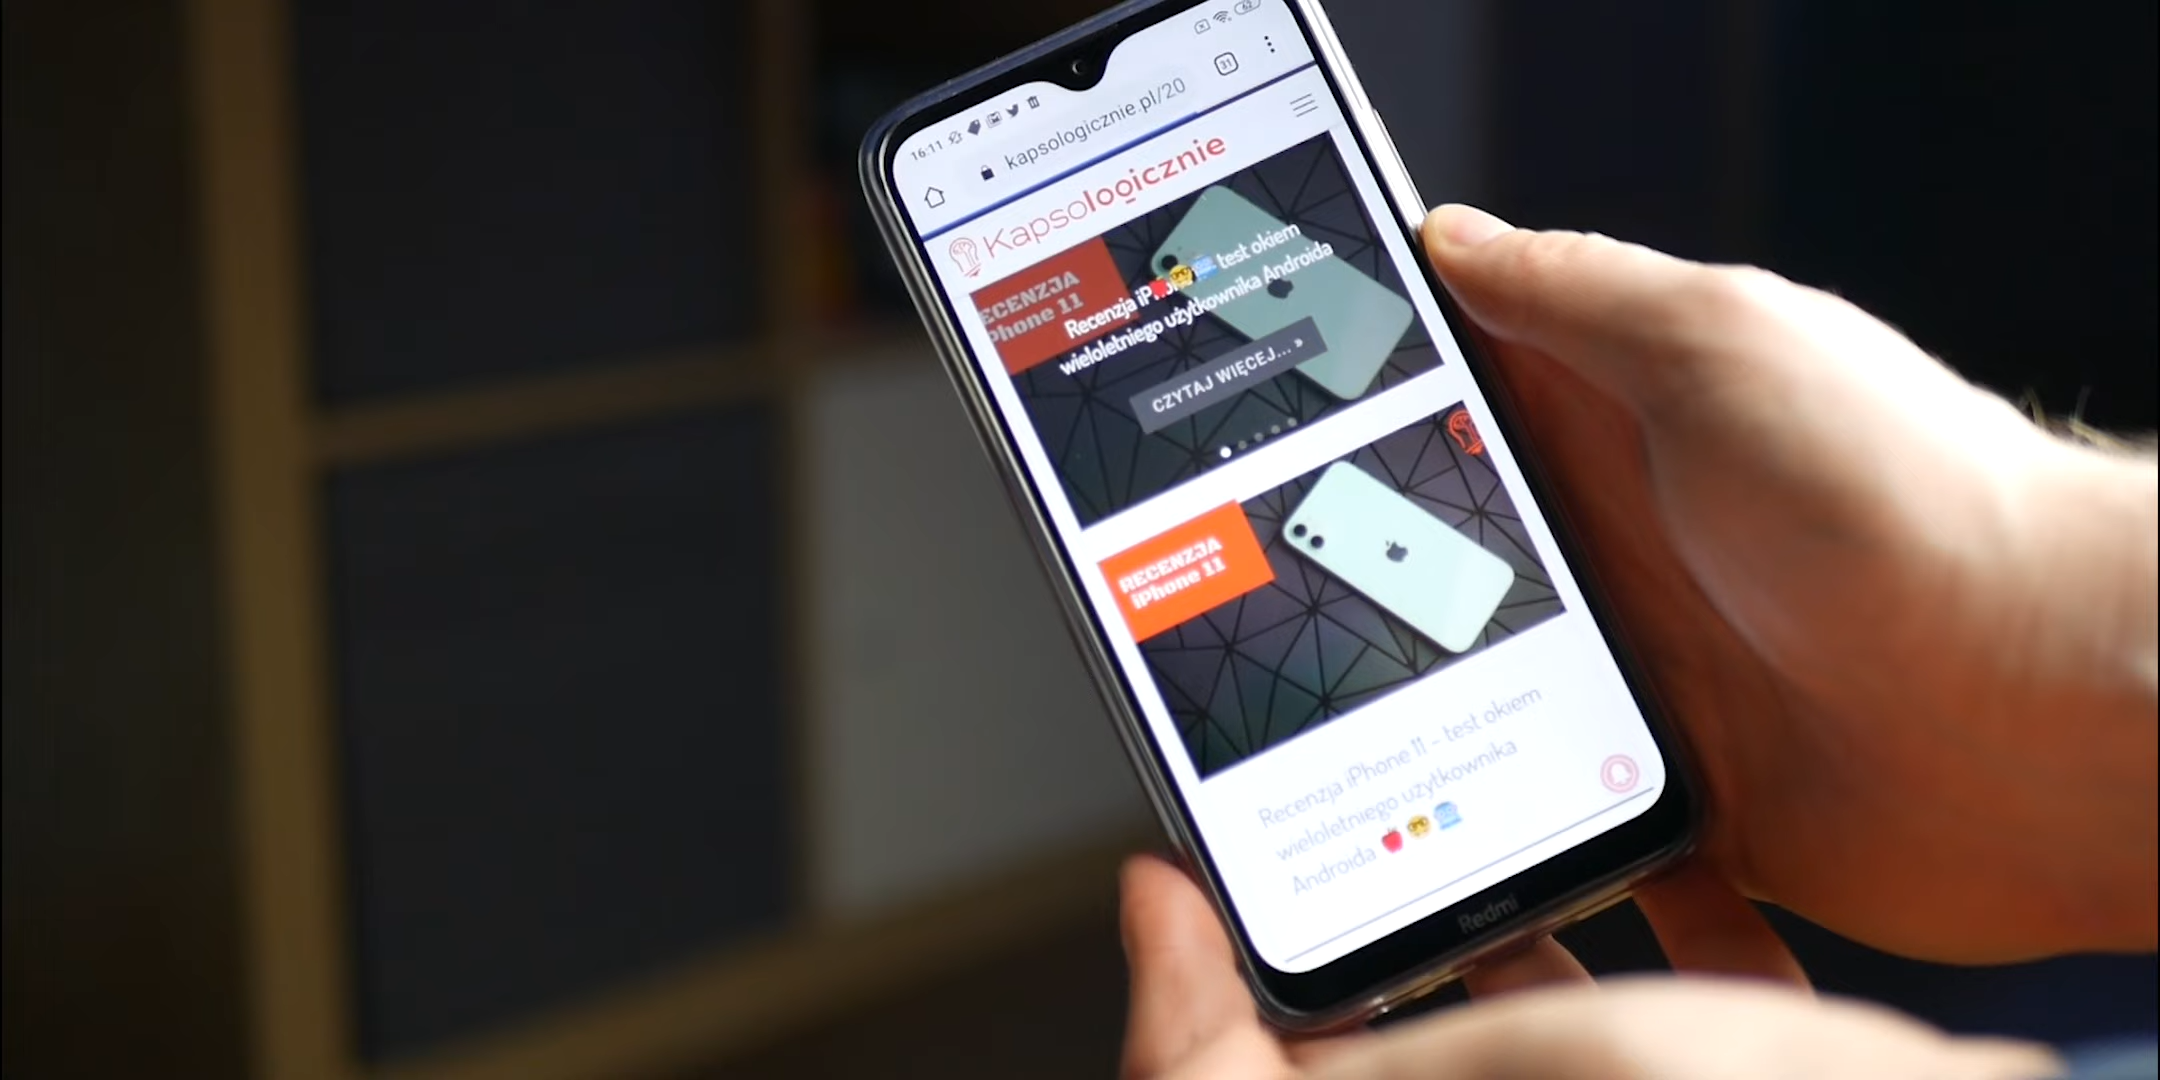 16:11
62
kapsologicznie.pl/20
31
Kapsologicznie
ECENZJA
Phone 11
test okiem
Recenzja
wieloletniego użytkownika Androida
CZYTAJ WIĘCEJ... »
RECENZJA
iPhone 11
Recenzja iPhone 11 - test okiem
wieloletniego użytkownika
Androida 🍎 🤓
Redmi